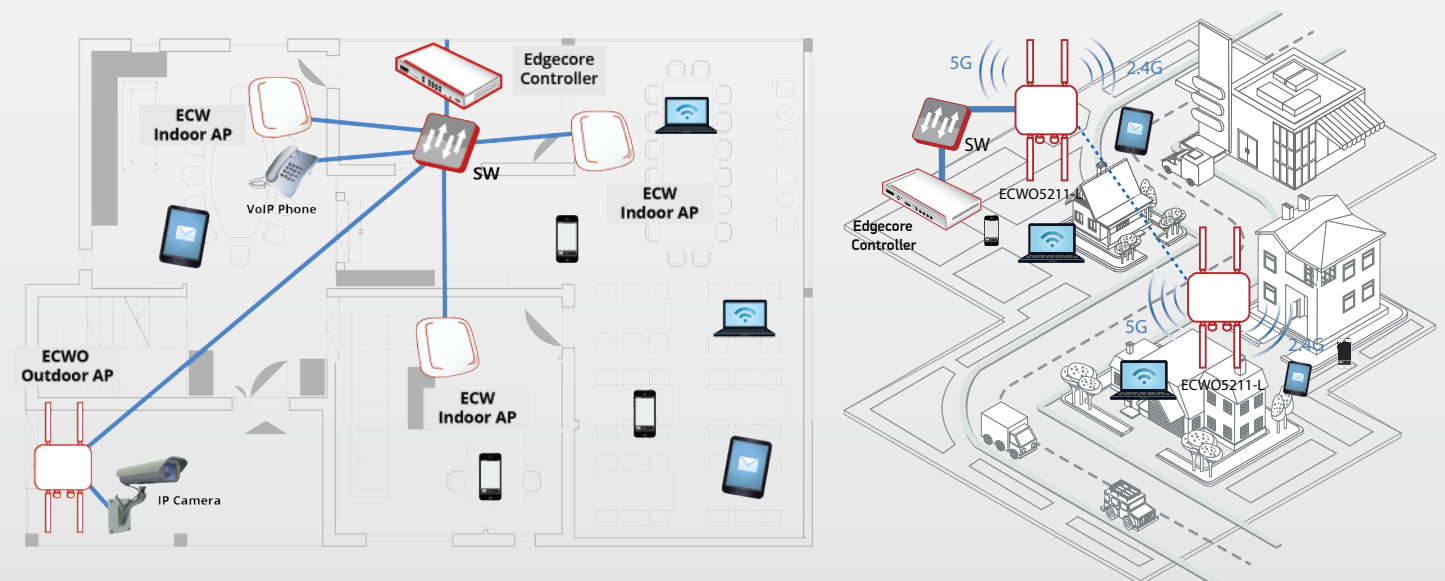 Edgecore
Controller
ECW
Indoor AP
SW
VoIP Phone
ECW
Indoor AP
ECWO
Outdoor AP
ECW
Indoor AP
IP Camera
5G
2.4G
SW
ECWO5211-L
Edgecore
Controller
5G
2.4G
ECWO5211-L